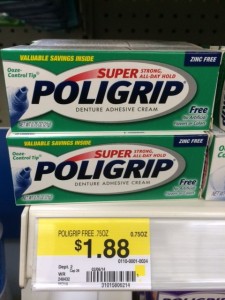 VALUABLE SAVINGS INSIDE
ZINC FREE
Ooze-
Control Tip
SUPER STRONG,
ALL-DAY HOLD
POLIGRIP
DENTURE ADHESIVE CREAM
Free
VALUABLE SAVINGS INSIDE
ZINC FREE
Ooze-
Control Tip
SUPER STRONG,
ALL-DAY HOLD
POLIGRIP
DENTURE ADHESIVE CREAM
Free
POLIGRIP FREE .75OZ
0.75OZ
$1.88
Dept. 2